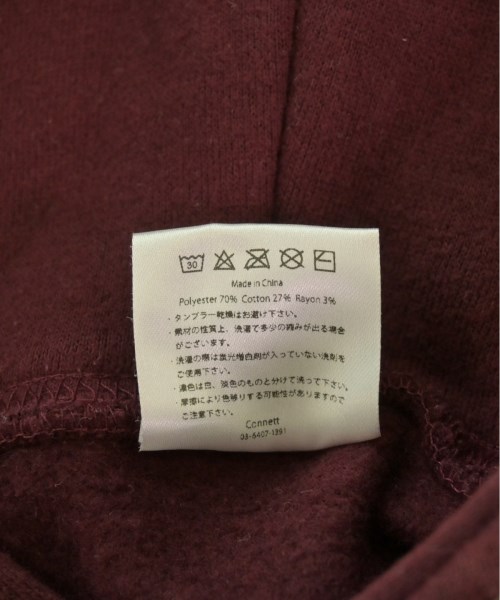 30
Made in China
Polyester 70% Cotton 27% Rayon 3%
・タンブラー乾燥はお避け下さい。
・素材の性質上、洗濯で多少の縮みが出る場合
がございます。
・洗濯の際は蛍光増白剤が入っていない洗剤を
ご使用下さい。
・濃色は白、淡色のものと分けて洗って下さい。
・摩擦により色移りする可能性がありますので
ご注意下さい。
Connett
03-6407-1391